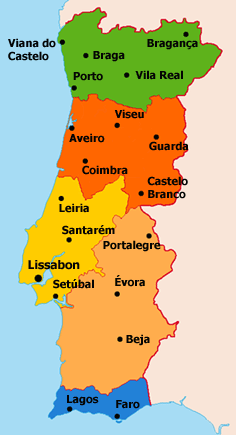 Viana do
Castelo
Bragança
Braga
Porto
Vila Real
Viseu
Aveiro
Guarda
Coimbra
Castelo
Branco
Leiria
Santarém
Portalegre
Lissabon
Setúbal
Évora
Beja
Lagos
Faro